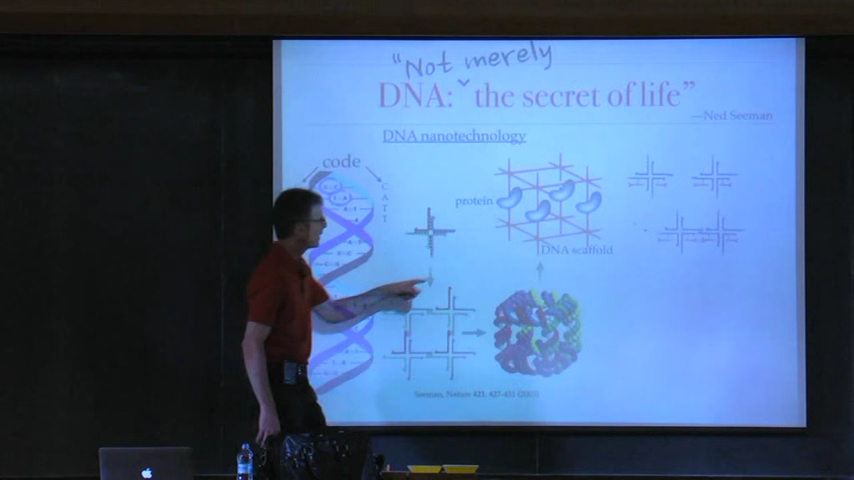 "Not merely
DNA: ˅ the secret of life"
—Ned Seeman
DNA nanotechnology
code
C
A
T
T
protein
DNA scaffold
Seeman, Nature 421, 427-431 (2003)